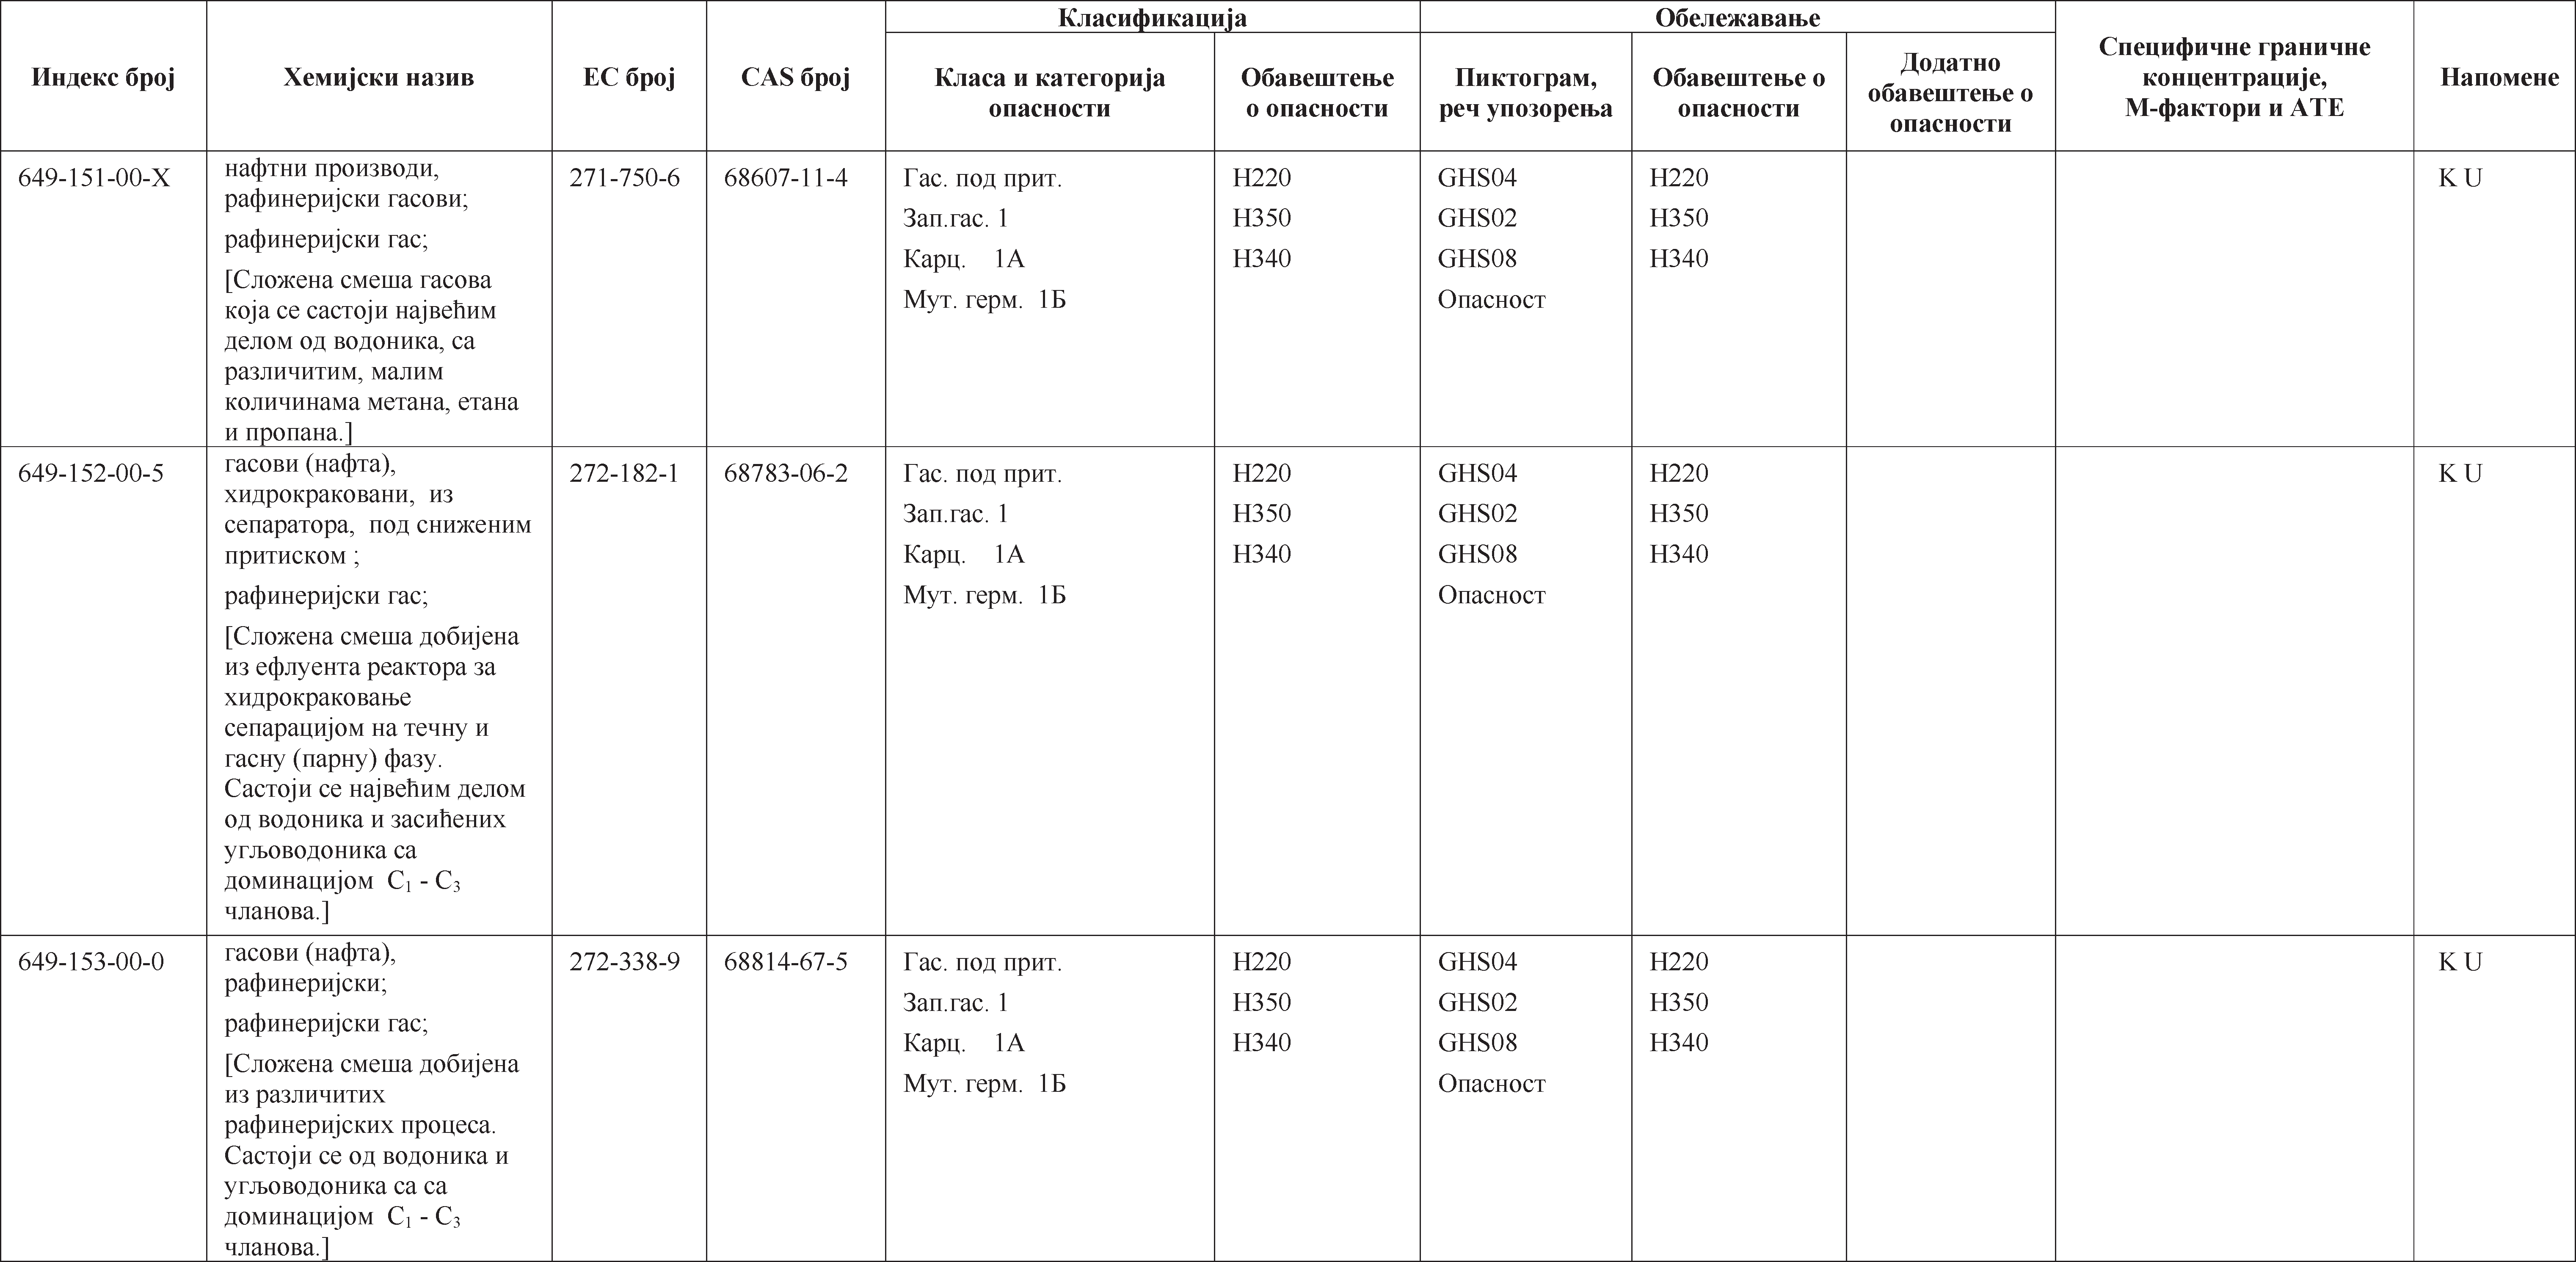 Индекс број
Хемијски назив
ЕС број
CAS број
Класификација
Класа и категорија
опасности
Обавештење
о опасности
Обележавање
Пиктограм,
реч упозорења
Обавештење о
опасности
Додатно
обавештење о
опасности
Специфичне граничне
концентрације,
М-фактори и АТЕ
Напомене
649-151-00-X
нафтни производи,
рафинеријски гасови;
рафинеријски гас;
[Сложена смеша гасова
која се састоји највећим
делом од водоника, са
различитим, малим
количинама метана, етана
и пропана.]
271-750-6
68607-11-4
Гас. под прит.
Зап.гас. 1
Карц. 1А
Мут. герм. 1Б
H220
H350
H340
GHS04
GHS02
GHS08
Опасност
H220
H350
H340
K U
649-152-00-5
гасови (нафта),
хидрокраковани, из
сепаратора, под сниженим
притиском ;
рафинеријски гас;
[Сложена смеша добијена
из ефлуента реактора за
хидрокраковање
сепарацијом на течну и
гасну (парну) фазу.
Састоји се највећим делом
од водоника и засићених
угљоводоника са
доминацијом C₁ - C₃
чланова.]
272-182-1
68783-06-2
Гас. под прит.
Зап.гас. 1
Карц. 1А
Мут. герм. 1Б
H220
H350
H340
GHS04
GHS02
GHS08
Опасност
H220
H350
H340
K U
649-153-00-0
гасови (нафта),
рафинеријски;
рафинеријски гас;
[Сложена смеша добијена
из различитих
рафинеријских процеса.
Састоји се од водоника и
угљоводоника са са
доминацијом C₁ - C₃
чланова.]
272-338-9
68814-67-5
Гас. под прит.
Зап.гас. 1
Карц. 1А
Мут. герм. 1Б
H220
H350
H340
GHS04
GHS02
GHS08
Опасност
H220
H350
H340
K U